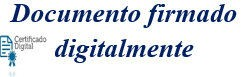 Documento firmado
Certificado
Digital
digitalmente